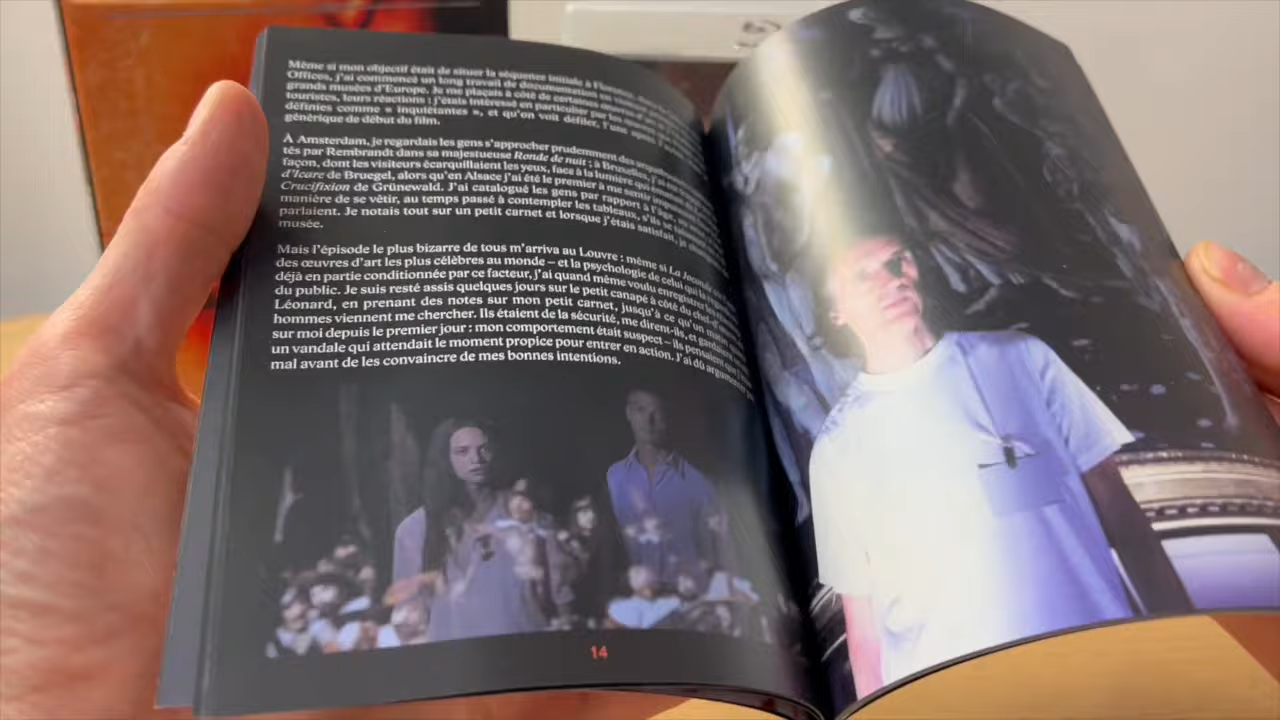 Même si mon objectif était de situer la séquence initiale à Florence,
Offices, j'ai commencé un long travail de documentation en
grands musées d'Europe. Je me plaçais à côté de certaines
touristes, leurs réactions : j'étais intéressé en particulier par les
définies comme « inquiétantes », et qu'on voit défiler, l'une après
générique de début du film.
À Amsterdam, je regardais les gens s'approcher prudemment des
tés par Rembrandt dans sa majestueuse Ronde de nuit ; à Bruxelles, j'ai
façon, dont les visiteurs écarquillaient les yeux, face à la lumière qui
d'Icare de Bruegel, alors qu'en Alsace j'ai été le premier à me sentir
Crucifixion de Grünewald. J'ai catalogué les gens par rapport à l'âge,
manière de se vêtir, au temps passé à contempler les tableaux, s'ils se
parlaient. Je notais tout sur un petit carnet et lorsque j'étais satisfait, je
musée.
Mais l'épisode le plus bizarre de tous m'arriva au Louvre : même si La Joconde
des œuvres d'art les plus célèbres au monde – et la psychologie de celui qui la
déjà en partie conditionnée par ce facteur, j'ai quand même voulu enregistrer
du public. Je suis resté assis quelques jours sur le petit canapé à côté du chef-d'œuvre
Léonard, en prenant des notes sur mon petit carnet, jusqu'à ce qu'un matin
hommes viennent me chercher. Ils étaient de la sécurité, me dirent-ils, et gardaient
sur moi depuis le premier jour : mon comportement était suspect – ils pensaient que
un vandale qui attendait le moment propice pour entrer en action. J'ai dû argumenter
mal avant de les convaincre de mes bonnes intentions.
14